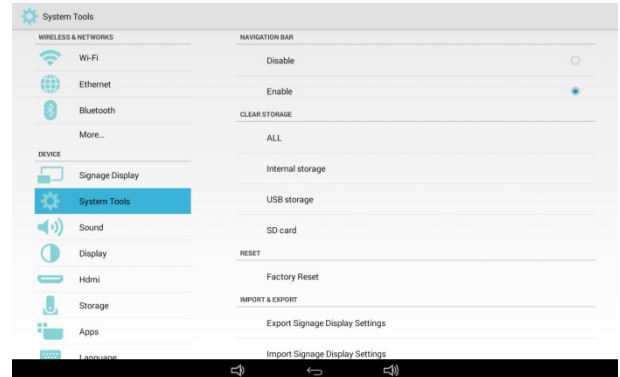 System Tools
WIRELESS & NETWORKS
Wi-Fi
Ethernet
Bluetooth
More...
DEVICE
Signage Display
System Tools
Sound
Display
Hdmi
Storage
Apps
Language
NAVIGATION BAR
Disable
Enable
CLEAR STORAGE
ALL
Internal storage
USB storage
SD card
RESET
Factory Reset
IMPORT & EXPORT
Export Signage Display Settings
Import Signage Display Settings